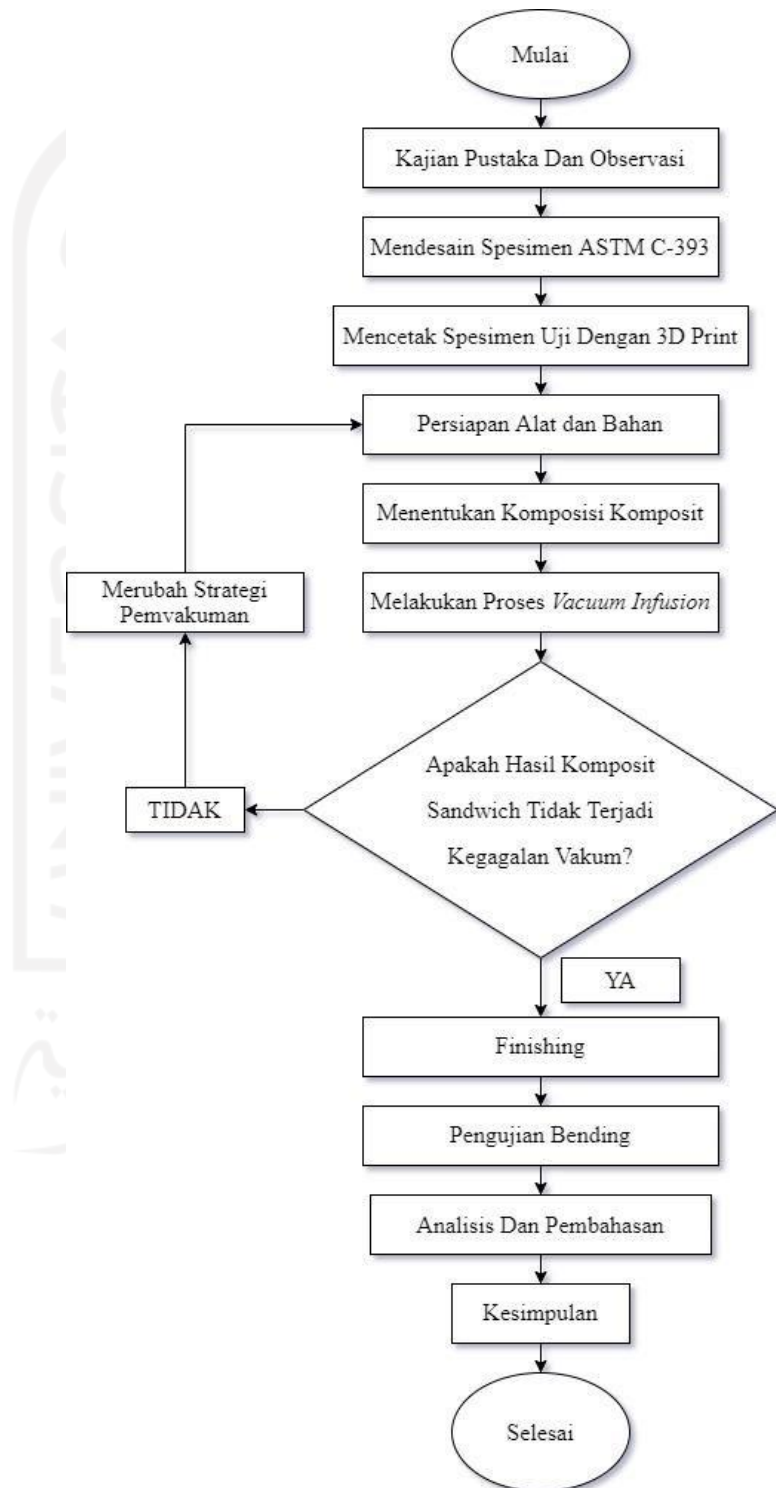 Mulai
Kajian Pustaka Dan Observasi
Mendesain Spesimen ASTM C-393
Mencetak Spesimen Uji Dengan 3D Print
Persiapan Alat dan Bahan
Menentukan Komposisi Komposit
Merubah Strategi
Pemvakuman
Melakukan Proses Vacuum Infusion
Apakah Hasil Komposit
Sandwich Tidak Terjadi
Kegagalan Vakum?
TIDAK
YA
Finishing
Pengujian Bending
Analisis Dan Pembahasan
Kesimpulan
Selesai